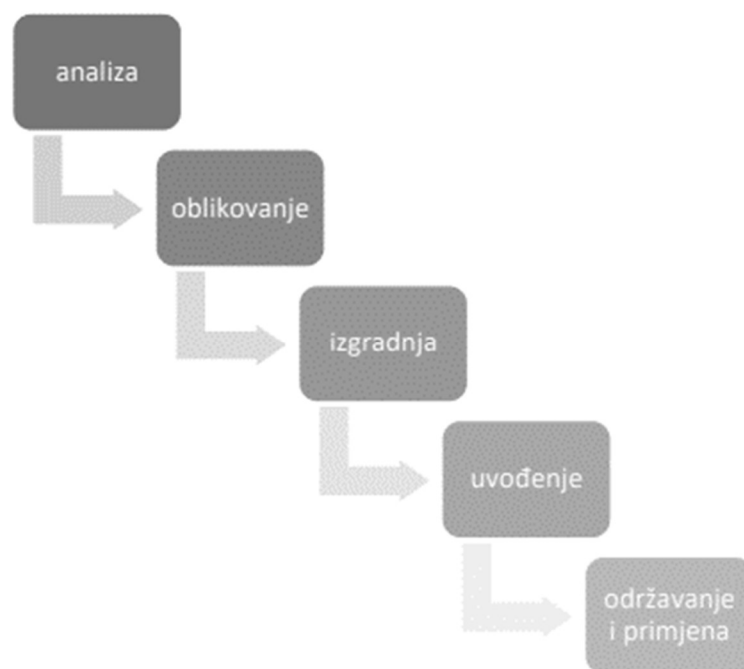 analiza
oblikovanje
izgradnja
uvođenje
održavanje
i primjena